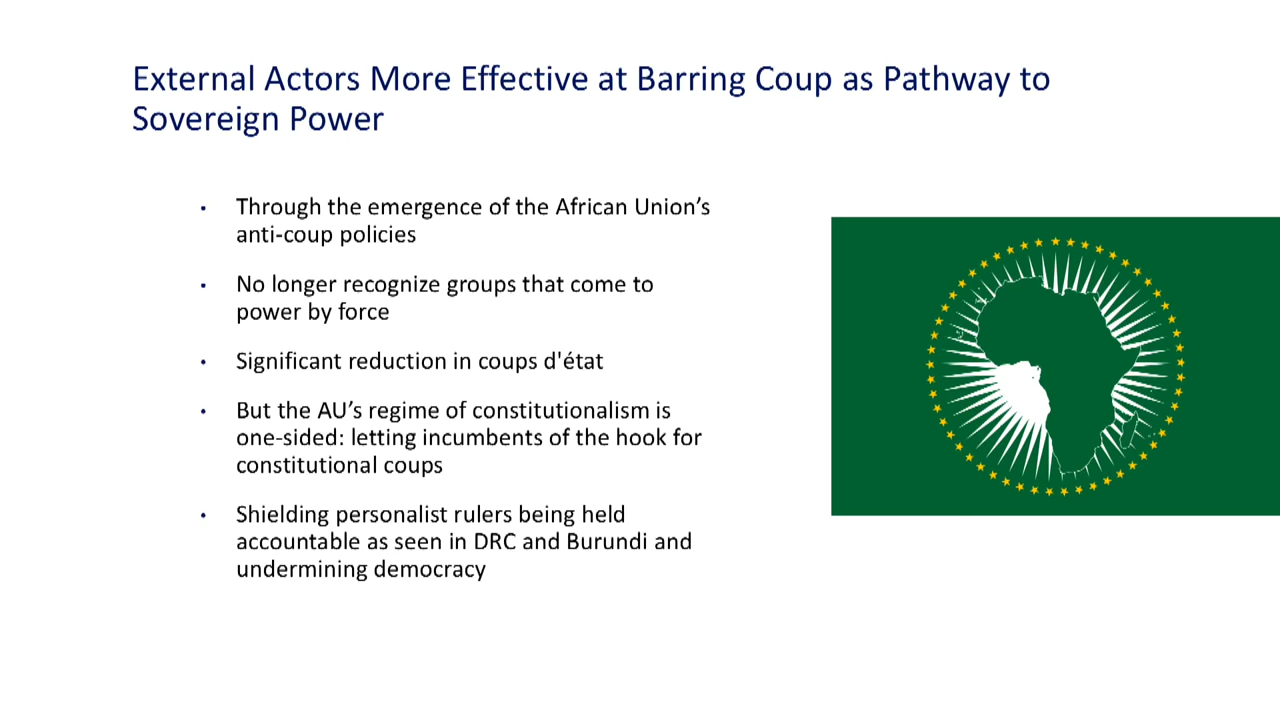 External Actors More Effective at Barring Coup as Pathway to
Sovereign Power
• Through the emergence of the African Union’s
anti-coup policies
• No longer recognize groups that come to
power by force
• Significant reduction in coups d'état
• But the AU’s regime of constitutionalism is
one-sided: letting incumbents of the hook for
constitutional coups
• Shielding personalist rulers being held
accountable as seen in DRC and Burundi and
undermining democracy